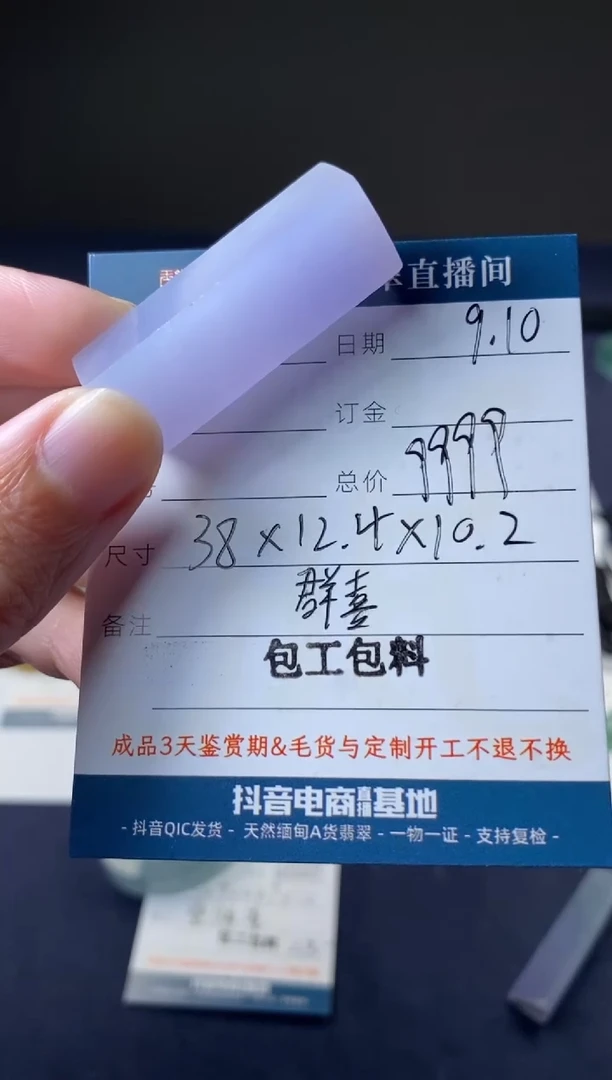 翠直播间
日期 9.10
订金
总价 9999
尺寸 38×12.4×10.2
备注 群喜
包工包料
成品3天鉴赏期&毛货与定制开工不退不换
抖音电商直播基地
- 抖音QIC发货 - 天然缅甸A货翡翠 - 一物一证 - 支持复检 -